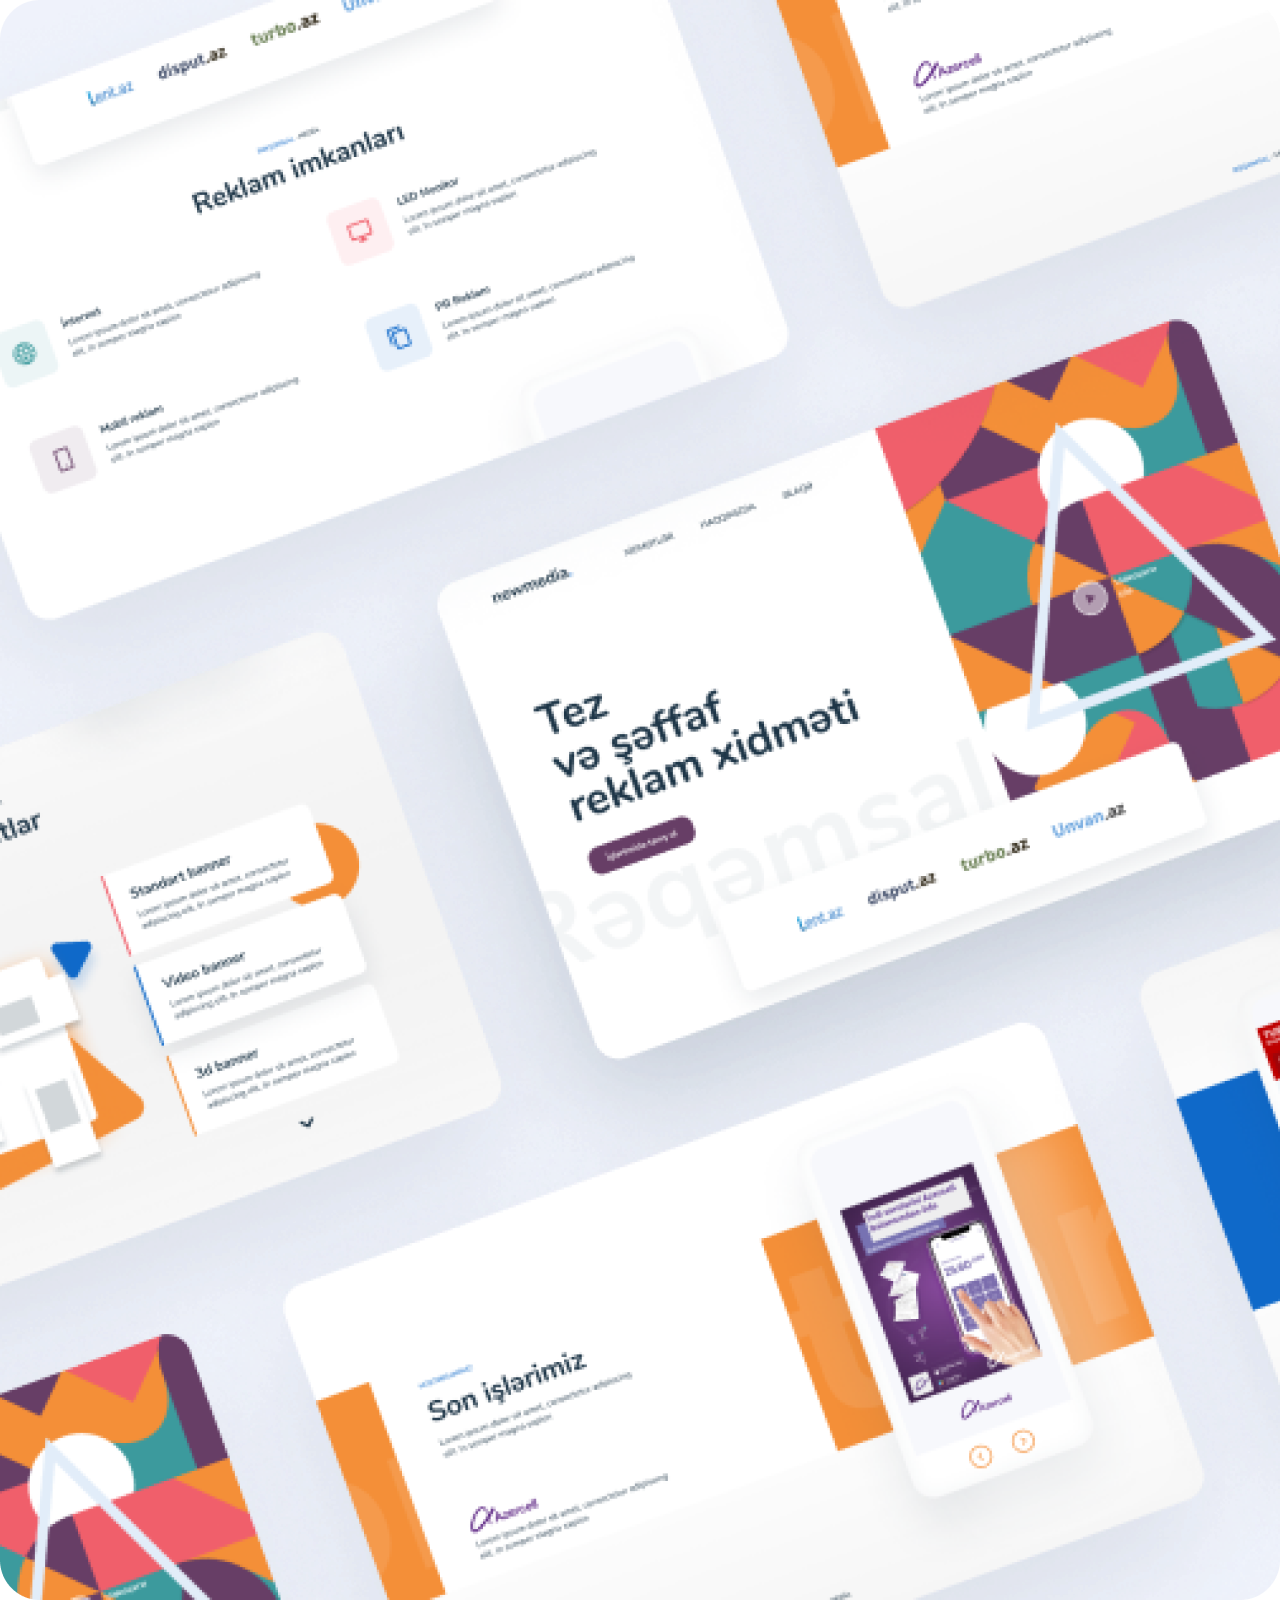 Lent.az
disput.az
turbo.az
Reklam imkanları
LED Monitor
Lorem ipsum dolor sit amet, consectetur adipiscing
elit. In semper magna sapien
İnternet
Lorem ipsum dolor sit amet, consectetur adipiscing
elit. In semper magna sapien
PR Reklam
Lorem ipsum dolor sit amet, consectetur adipiscing
elit. In semper magna sapien
Mobil reklam
Lorem ipsum dolor sit amet, consectetur adipiscing
elit. In semper magna sapien
Azercell
Lorem ipsum dolor sit amet, consectetur adipiscing
elit. In semper magna sapien
newmedia.
XİDMƏTLƏR
HAQQIMIZDA
ƏLAQƏ
Tez
və şəffaf
reklam xidməti
Rəqəmsal
Lent.az
disput.az
turbo.az
Unvan.az
Standart banner
Lorem ipsum dolor sit amet, consectetur
adipiscing elit. In semper magna sapien
Video banner
Lorem ipsum dolor sit amet, consectetur
adipiscing elit. In semper magna sapien
3d banner
Lorem ipsum dolor sit amet, consectetur
adipiscing elit. In semper magna sapien
Son işlərimiz
Lorem ipsum dolor sit amet, consectetur adipiscing
elit. In semper magna sapien
Azercell
Lorem ipsum dolor sit amet, consectetur adipiscing
elit. In semper magna sapien
Azercell